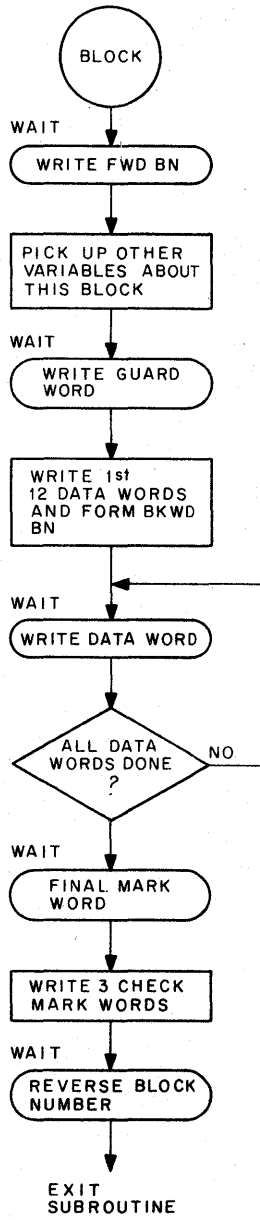 BLOCK
WAIT
WRITE FWD BN
PICK UP OTHER
VARIABLES ABOUT
THIS BLOCK
WAIT
WRITE GUARD
WORD
WRITE 1st
12 DATA WORDS
AND FORM BKWD
BN
WAIT
WRITE DATA WORD
ALL DATA
WORDS DONE
?
NO
WAIT
FINAL MARK
WORD
WRITE 3 CHECK
MARK WORDS
WAIT
REVERSE BLOCK
NUMBER
EXIT
SUBROUTINE